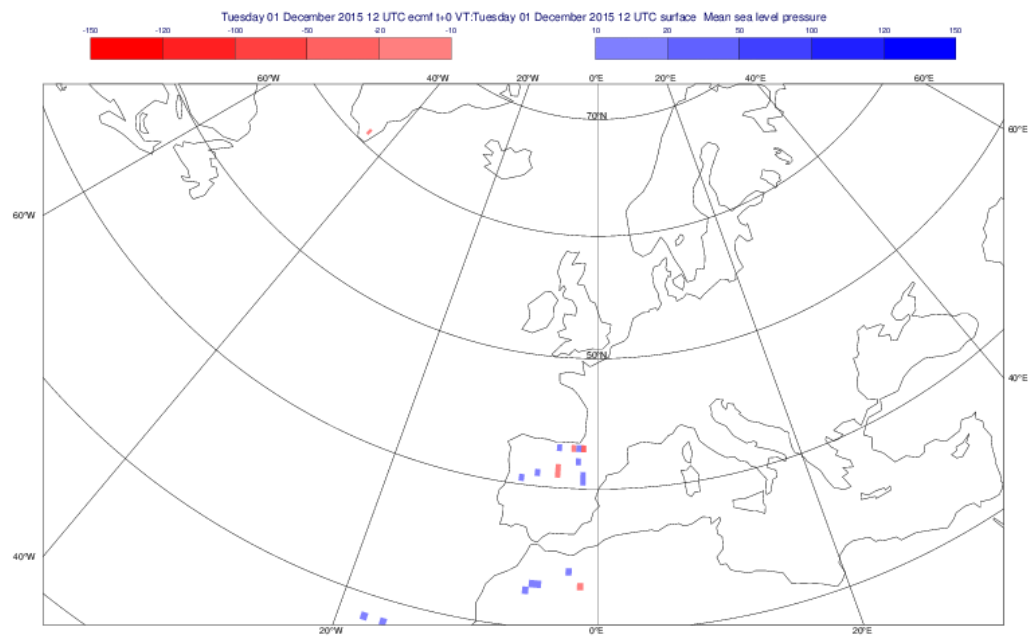 Tuesday 01 December 2015 12 UTC ecmf t+0 VT:Tuesday 01 December 2015 12 UTC surface Mean sea level pressure
-150 -120 -100 -50 -20 -10 10 20 50 100 120 150
60°W 40°W 20°W 0°E 20°E 40°E 60°E
70°N
60°E
60°W
50°N
40°E
40°W
20°W 0°E 20°E